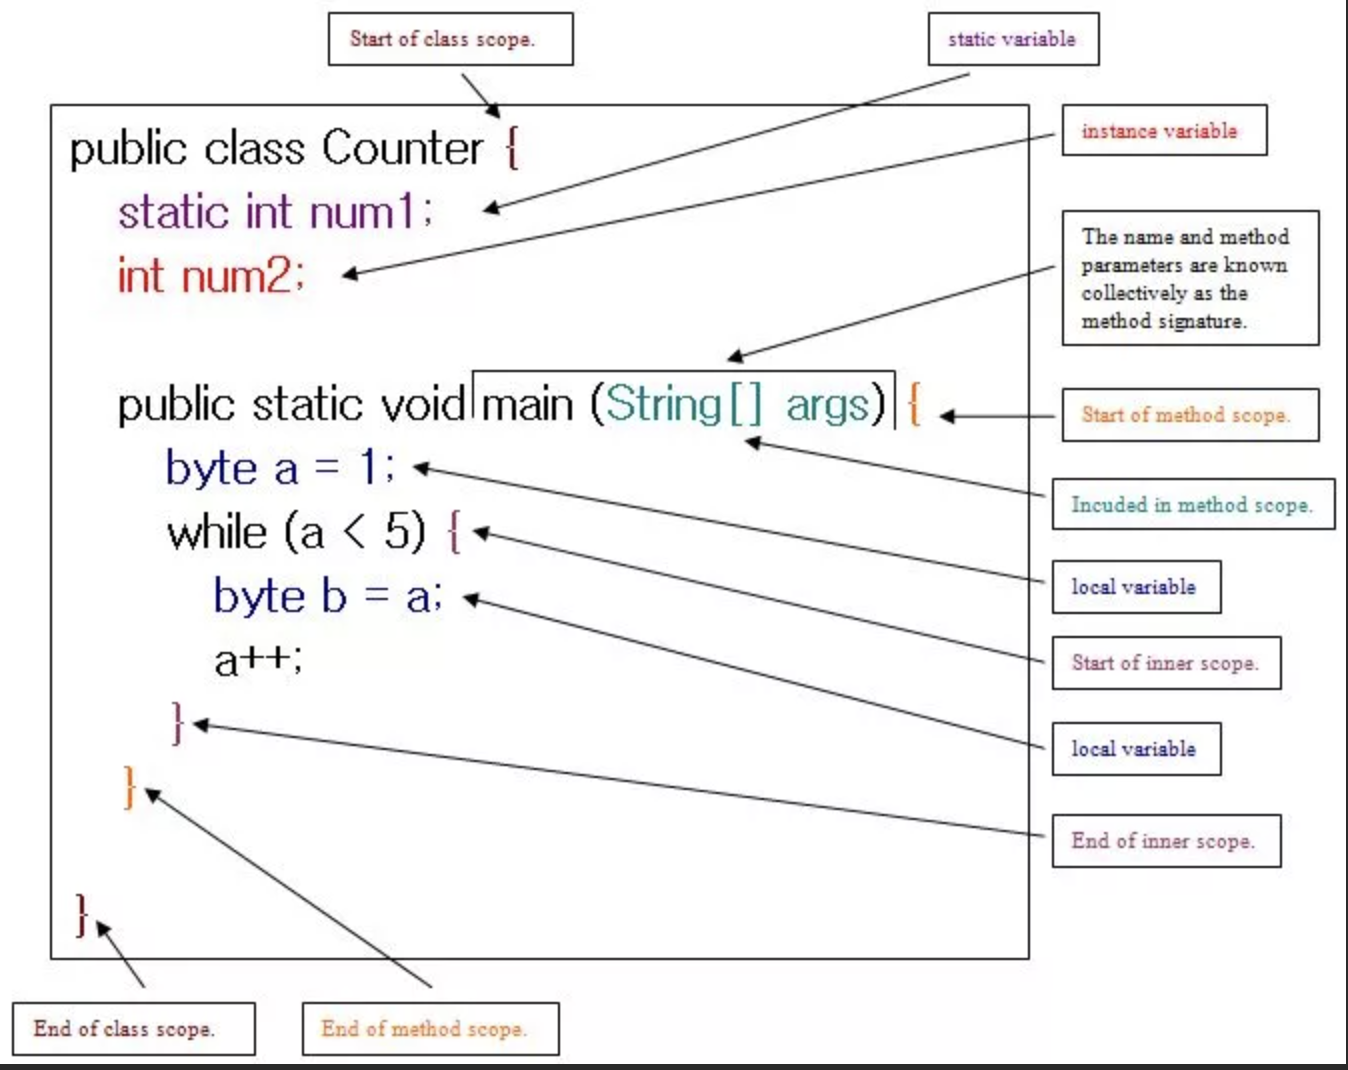 Start of class scope.
static variable
public class Counter {
instance variable
static int num1;
int num2;
The name and method
parameters are known
collectively as the
method signature.
public static void main (String[] args) {
Start of method scope.
byte a = 1;
Incuded in method scope.
while (a < 5) {
local variable
byte b = a;
a++;
Start of inner scope.
}
local variable
}
End of inner scope.
}
End of class scope.
End of method scope.